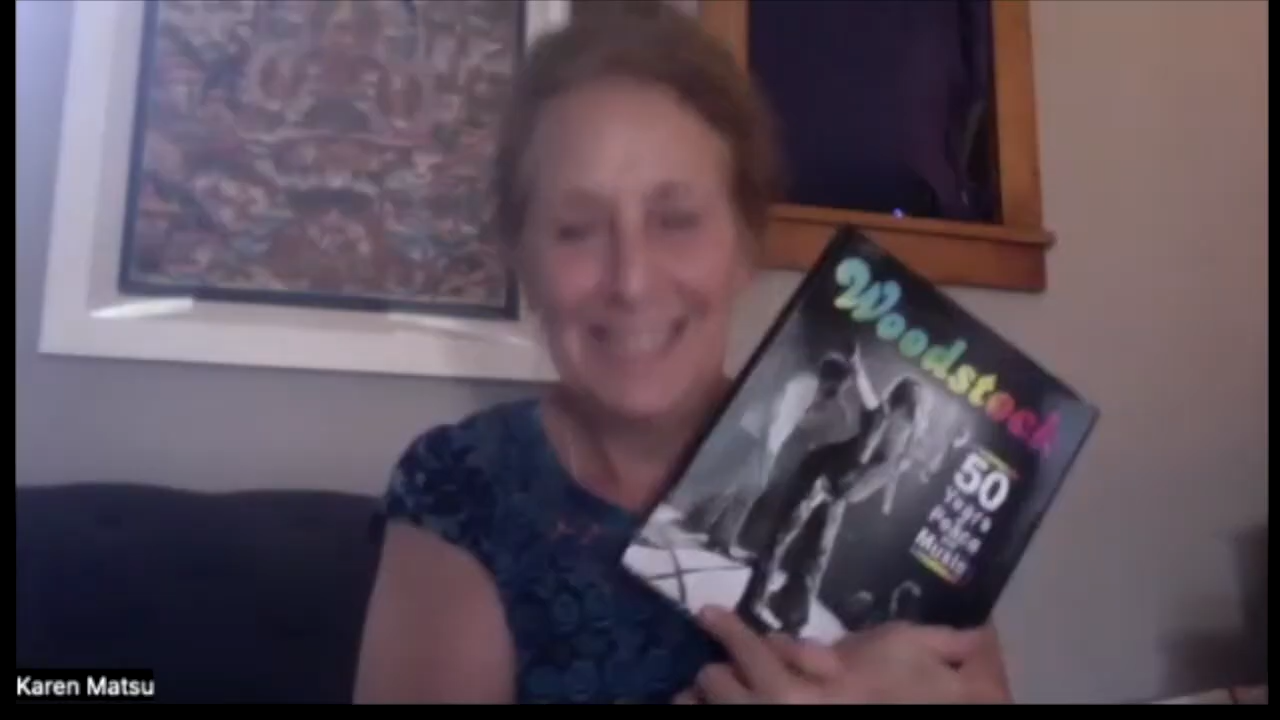 Woodstock
50
Years
of Peace
and
Music
Karen Matsu